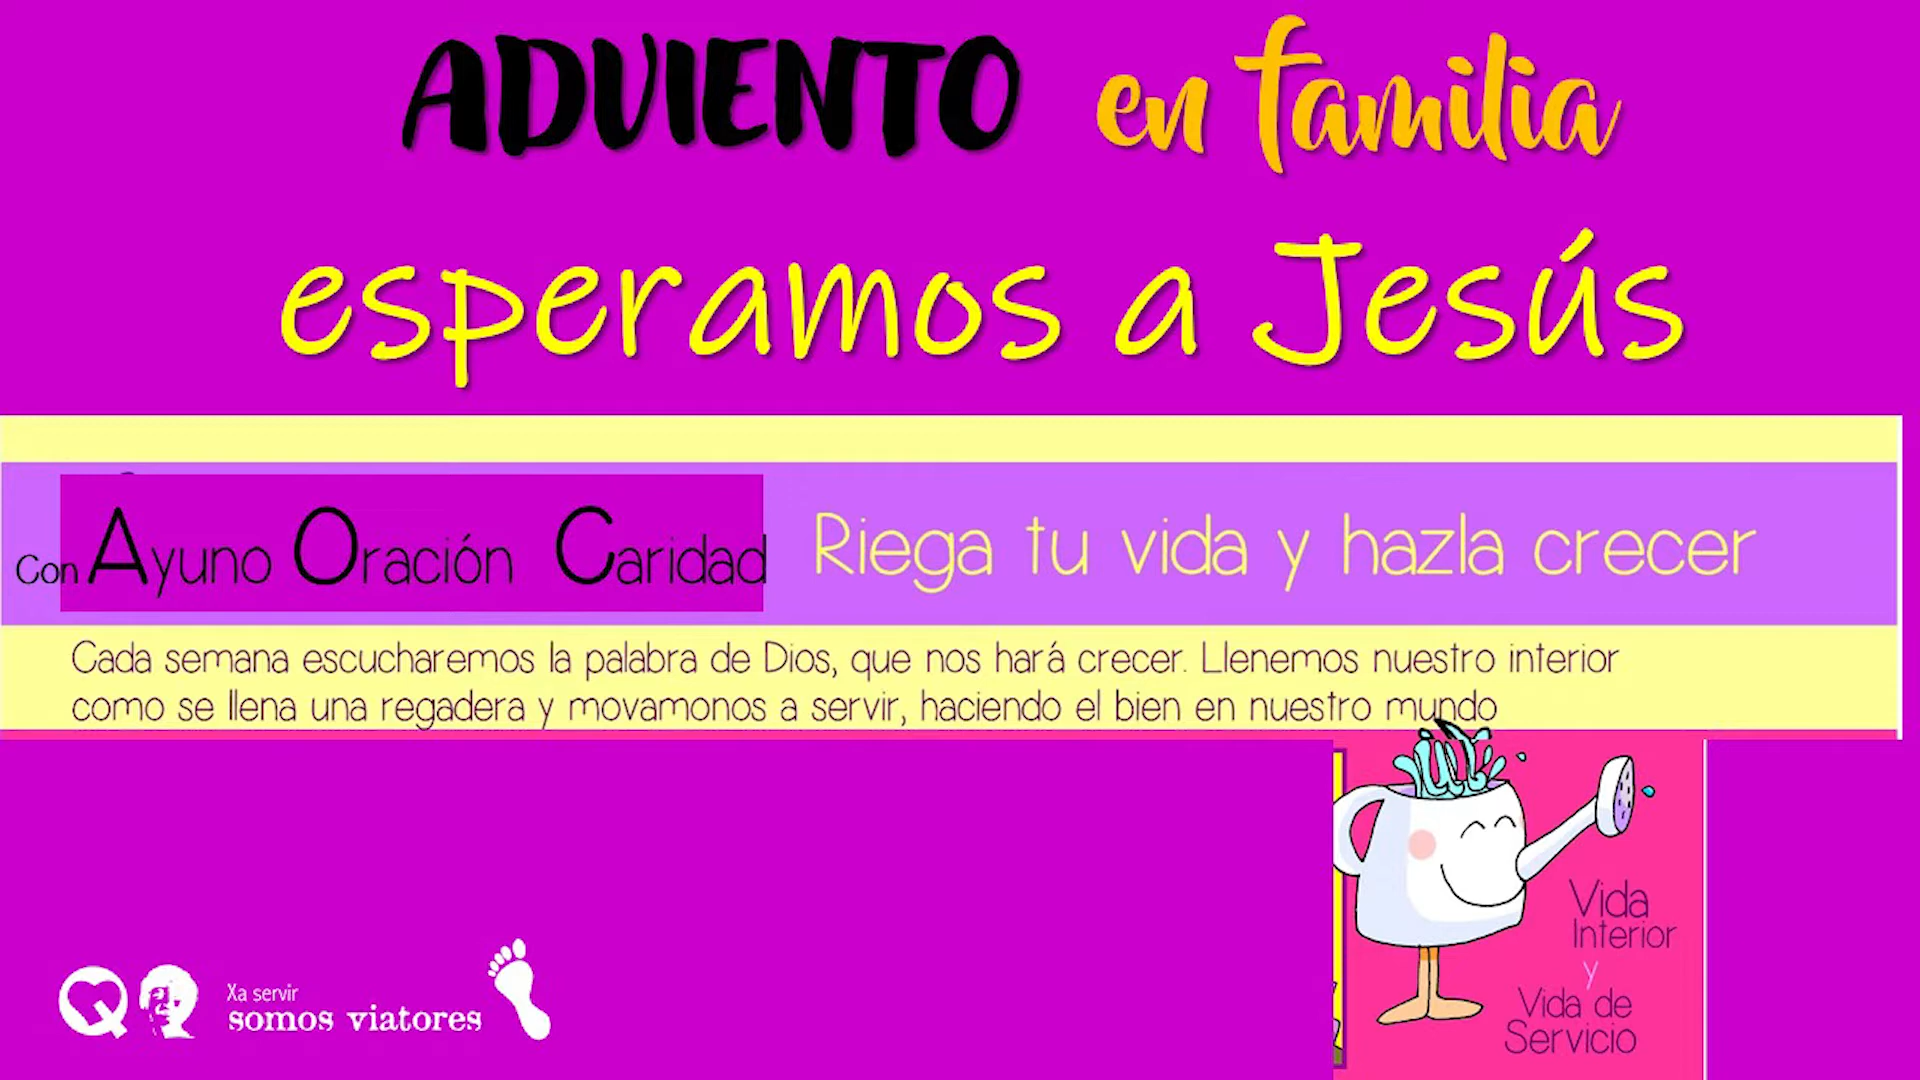 ADVIENTO en familia
esperamos a Jesús
Con Ayuno Oración Caridad Riega tu vida y hazla crecer
Cada semana escucharemos la palabra de Dios, que nos hará crecer. Llenemos nuestro interior
como se llena una regadera y movamonos a servir, haciendo el bien en nuestro mundo
Vida
Interior
y
Vida de
Servicio
Xa servir
somos viatores